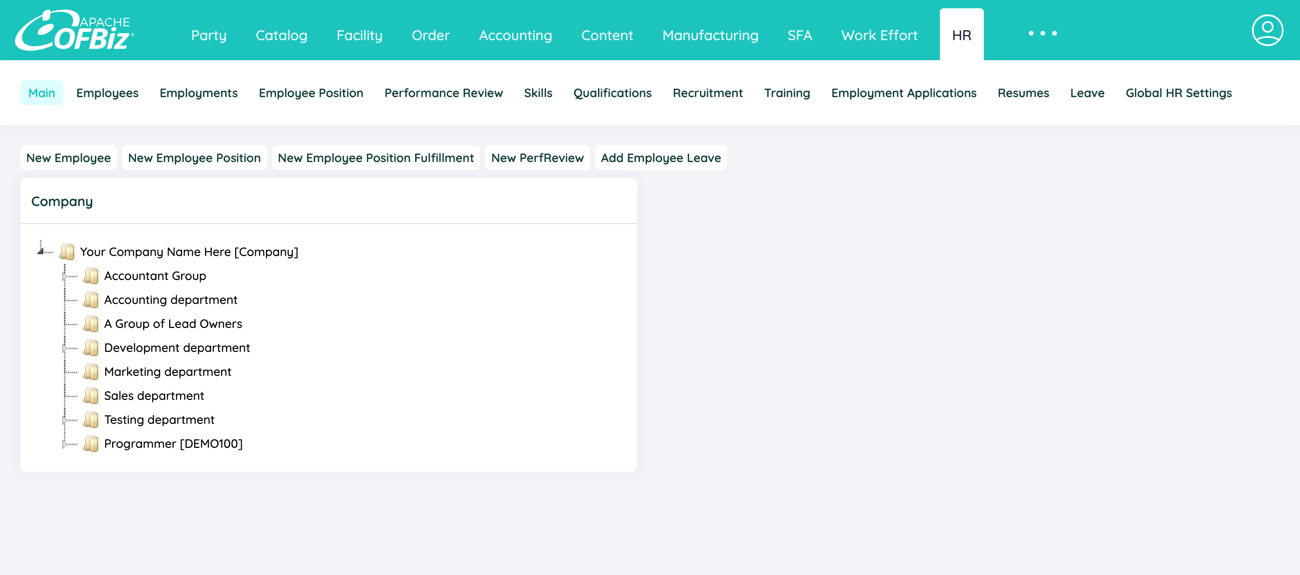 APACHE
OFBiz
Party Catalog Facility Order Accounting Content Manufacturing SFA Work Effort HR
Main Employees Employments Employee Position Performance Review Skills Qualifications Recruitment Training Employment Applications Resumes Leave Global HR Settings
New Employee New Employee Position New Employee Position Fulfillment New PerfReview Add Employee Leave
Company
Your Company Name Here [Company]
Accountant Group
Accounting department
A Group of Lead Owners
Development department
Marketing department
Sales department
Testing department
Programmer [DEMO100]